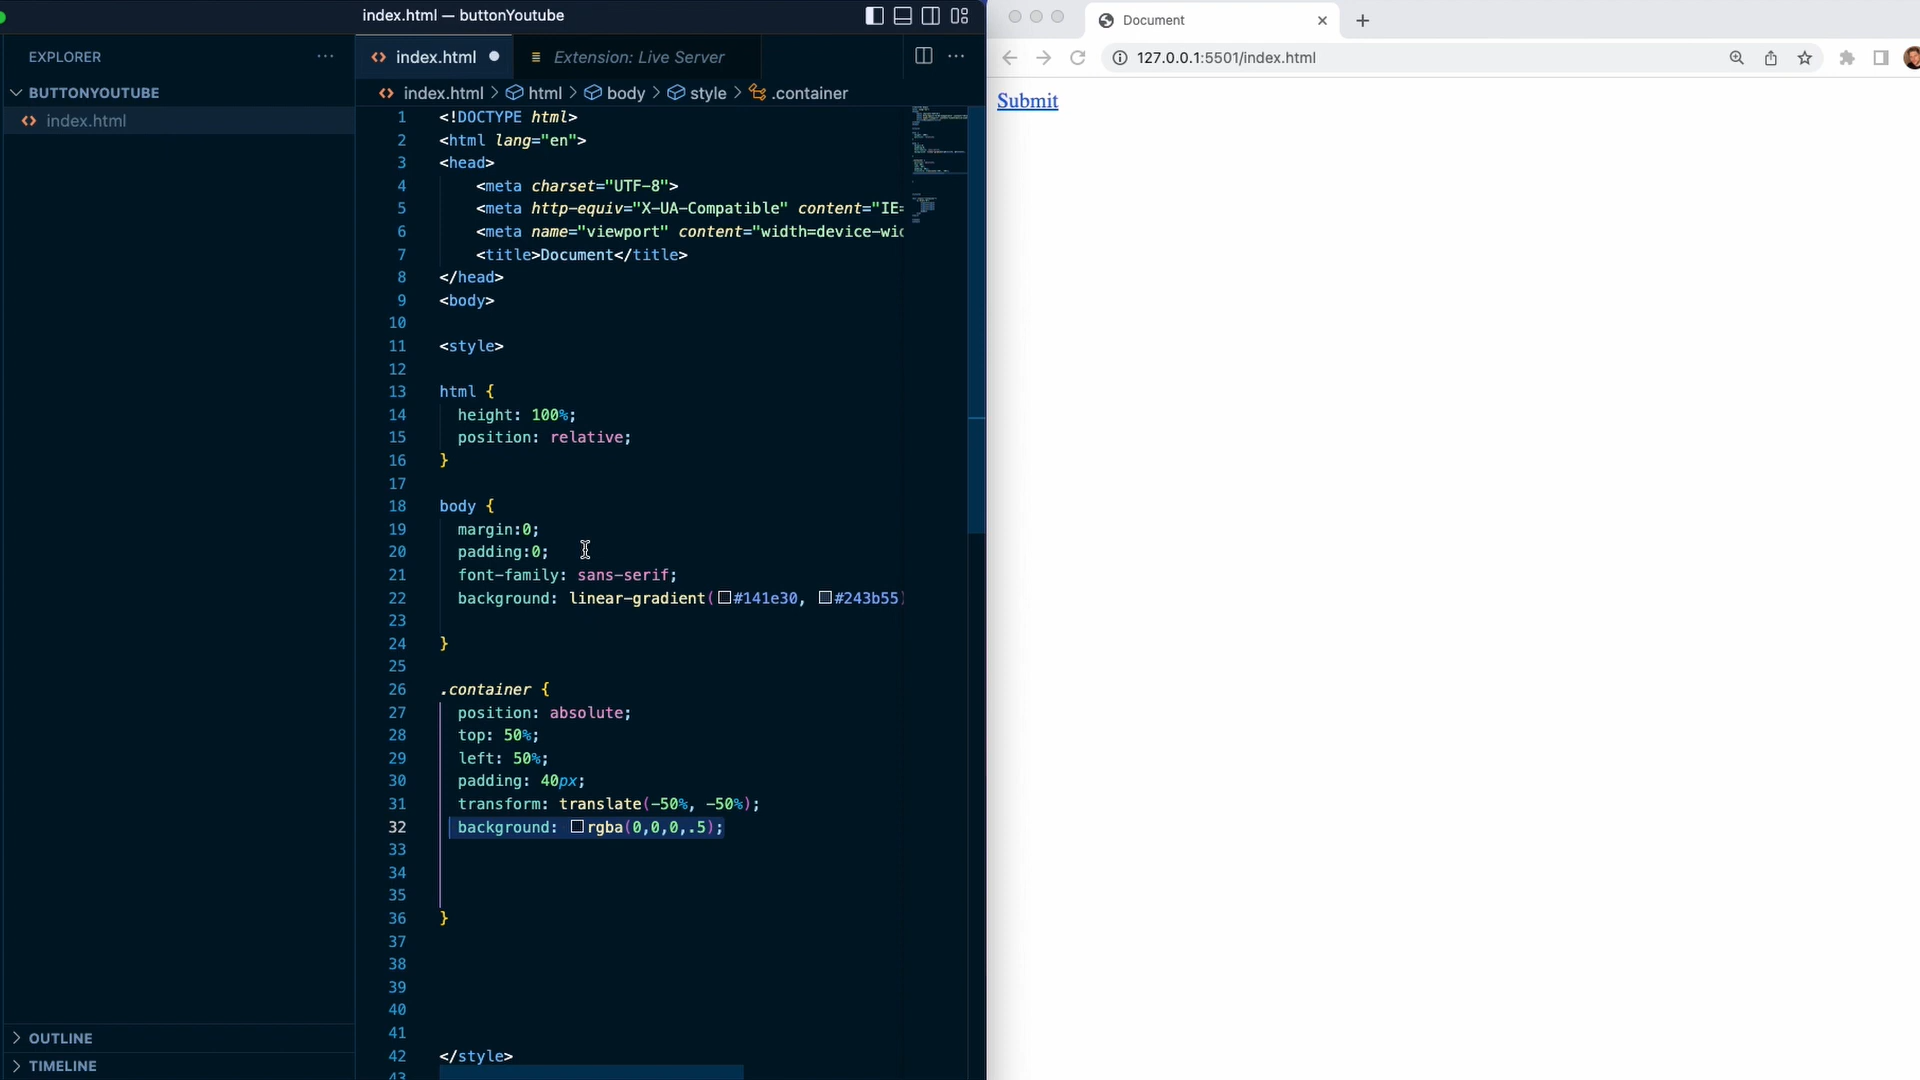 index.html — buttonYoutube
EXPLORER
BUTTONYOUTUBE
index.html
OUTLINE
TIMELINE
index.html
Extension: Live Server
index.html > html > body > style > .container
1 <!DOCTYPE html>
2 <html lang="en">
3 <head>
4 <meta charset="UTF-8">
5 <meta http-equiv="X-UA-Compatible" content="IE=
6 <meta name="viewport" content="width=device-wid
7 <title>Document</title>
8 </head>
9 <body>
10
11 <style>
12
13 html {
14 height: 100%;
15 position: relative;
16 }
17
18 body {
19 margin:0;
20 padding:0;
21 font-family: sans-serif;
22 background: linear-gradient(#141e30, #243b55)
23
24 }
25
26 .container {
27 position: absolute;
28 top: 50%;
29 left: 50%;
30 padding: 40px;
31 transform: translate(-50%, -50%);
32 background: rgba(0,0,0,.5);
33
34
35
36 }
37
38
39
40
41
42 </style>
43
Document
127.0.0.1:5501/index.html
Submit